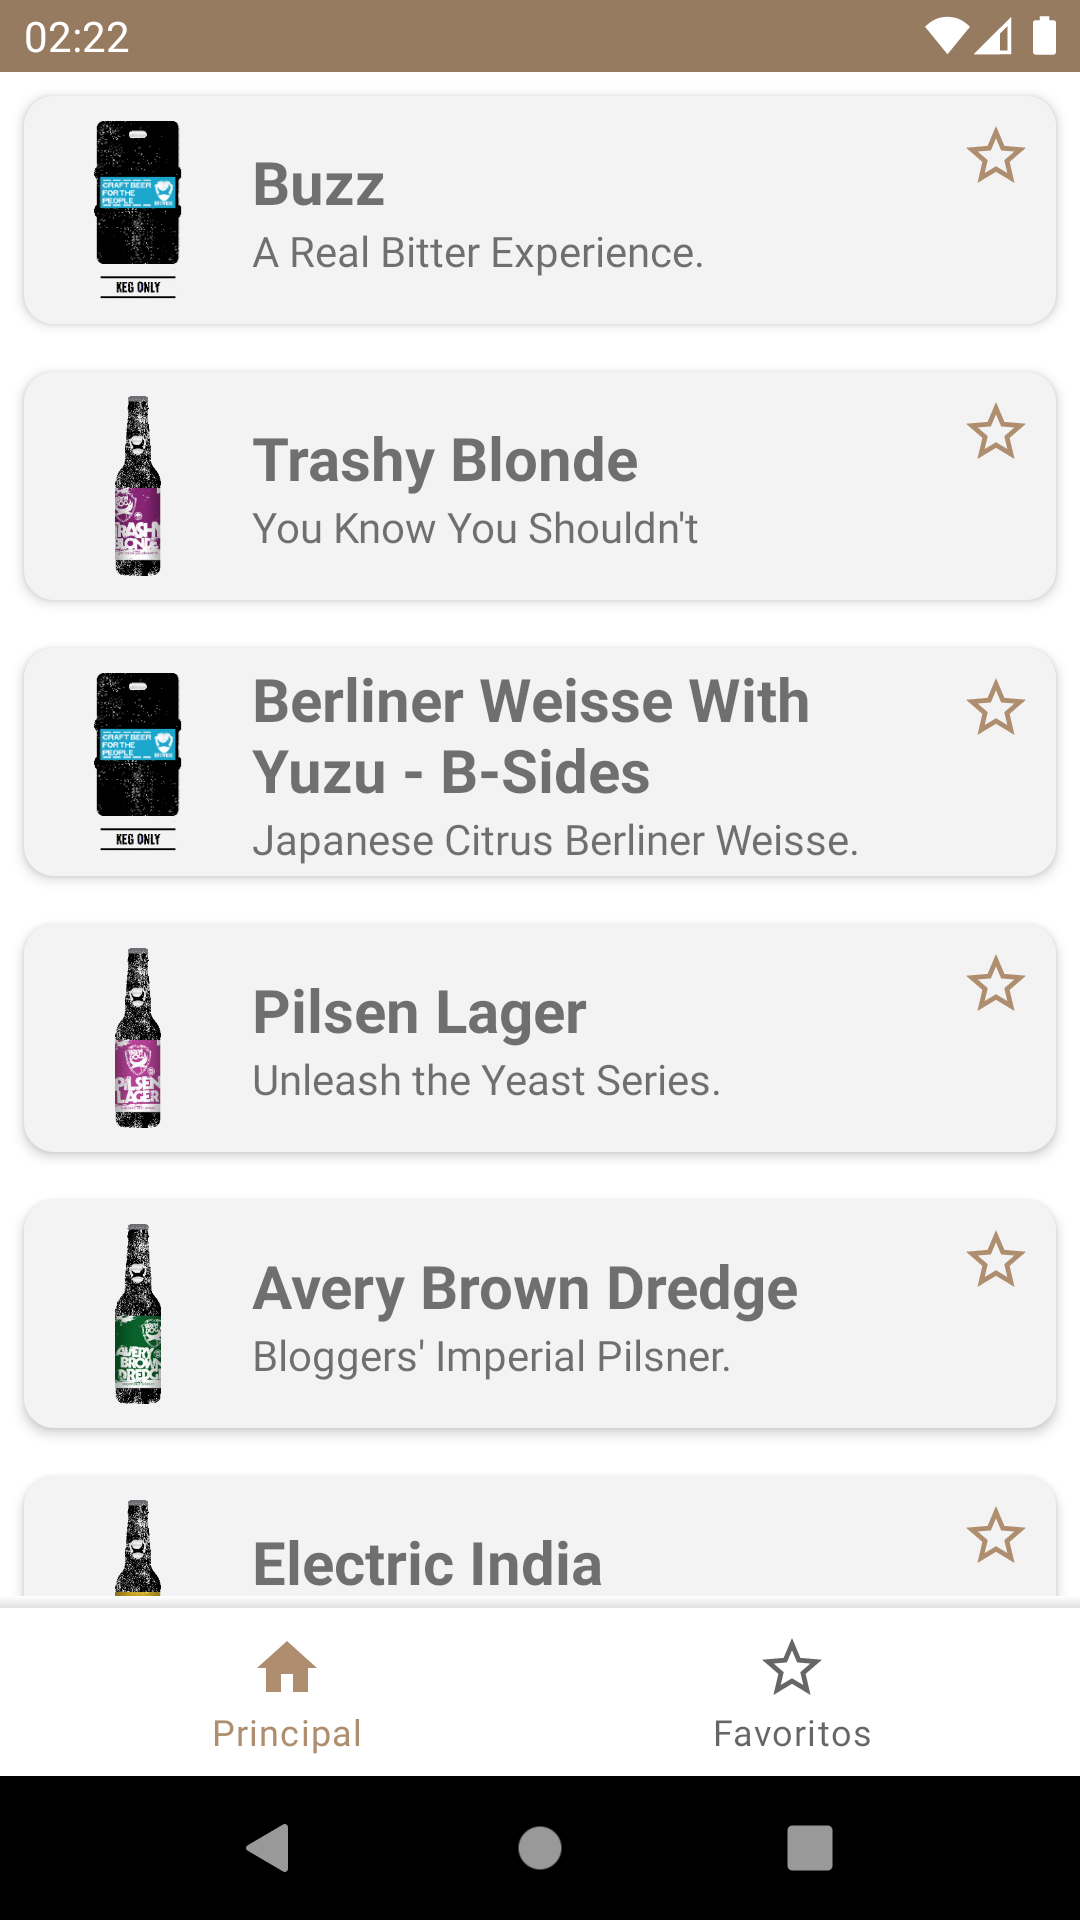 02:22
CRAFT BEER
FOR THE
PEOPLE
KEG ONLY
Buzz
A Real Bitter Experience.
TRASHY
BLONDE
Trashy Blonde
You Know You Shouldn't
CRAFT BEER
FOR THE
PEOPLE
KEG ONLY
Berliner Weisse With
Yuzu - B-Sides
Japanese Citrus Berliner Weisse.
PILSEN
LAGER
Pilsen Lager
Unleash the Yeast Series.
AVERY
BROWN
DREDGE
Avery Brown Dredge
Bloggers' Imperial Pilsner.
Electric India
Principal
Favoritos